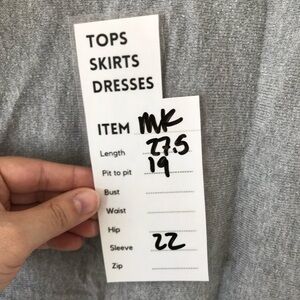 TOPS
SKIRTS
DRESSES
ITEM MK
Length 27.5
Pit to pit 19
Bust
Waist
Hip
Sleeve 22
Zip